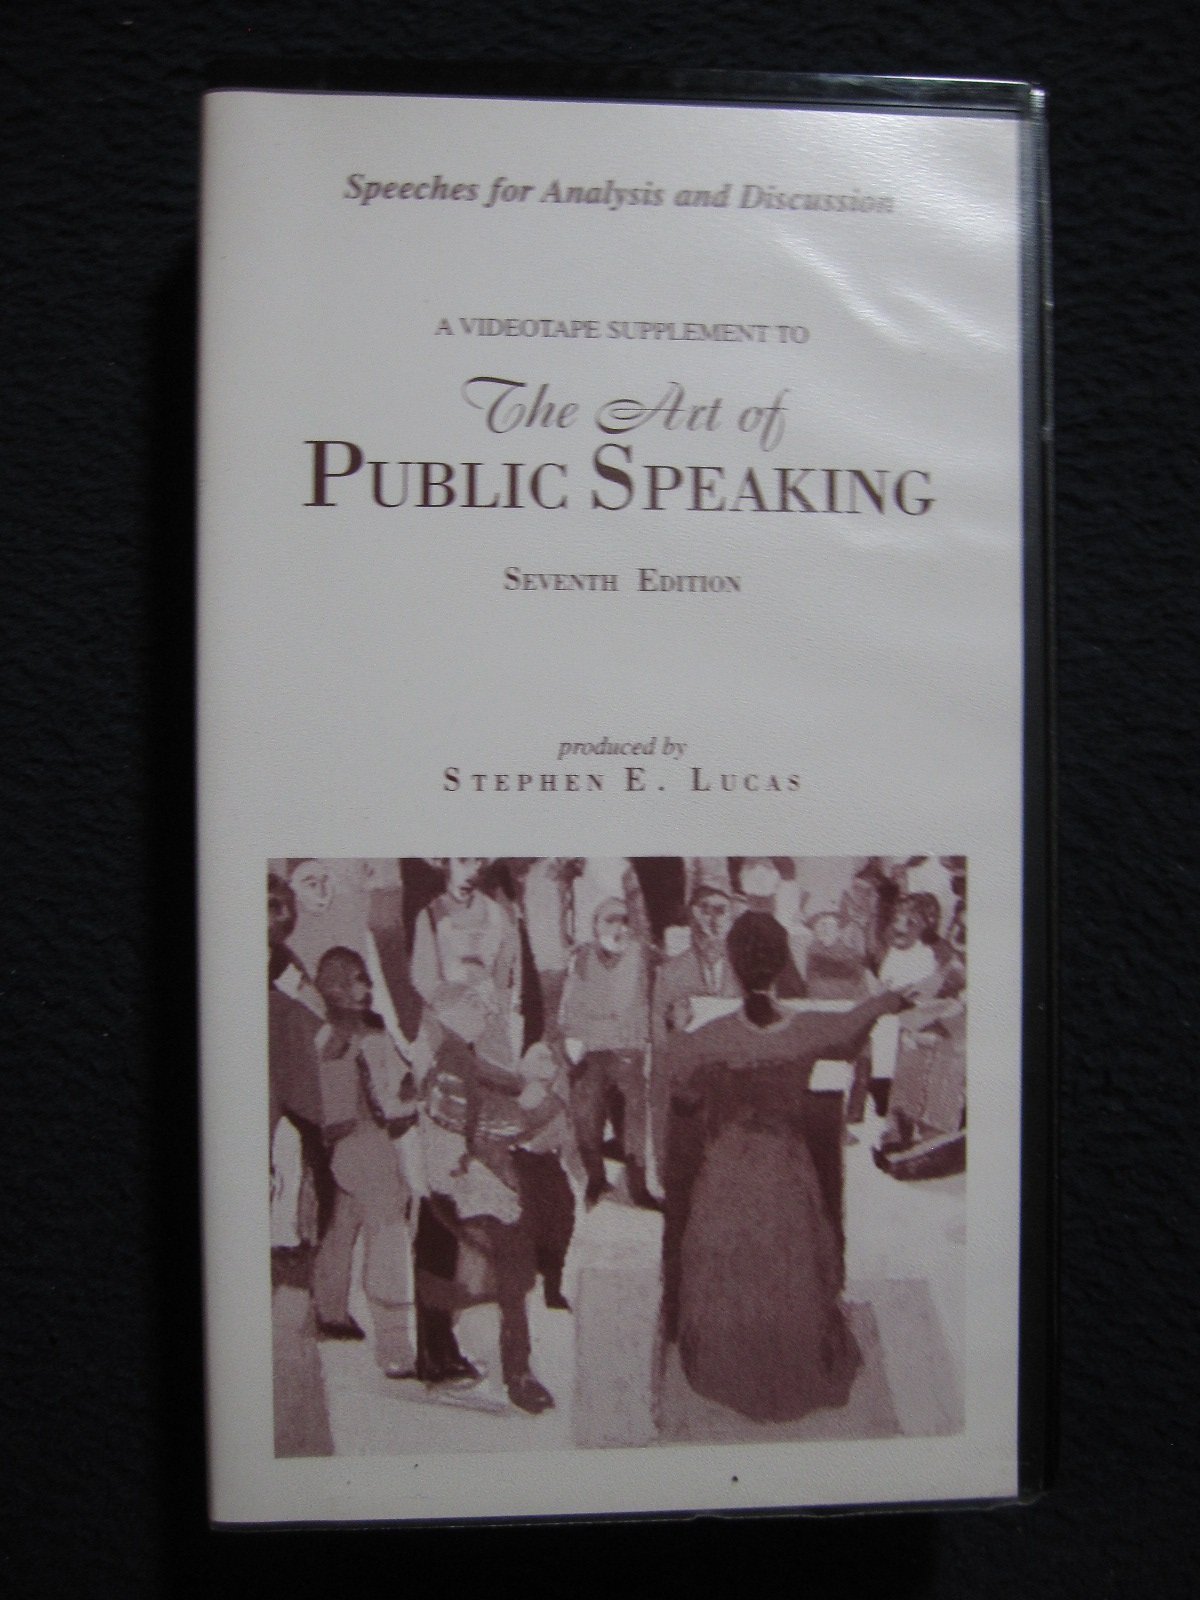 Speeches for Analysis and Discussion
A VIDEOTAPE SUPPLEMENT TO
The Art of
PUBLIC SPEAKING
SEVENTH EDITION
produced by
STEPHEN E. LUCAS